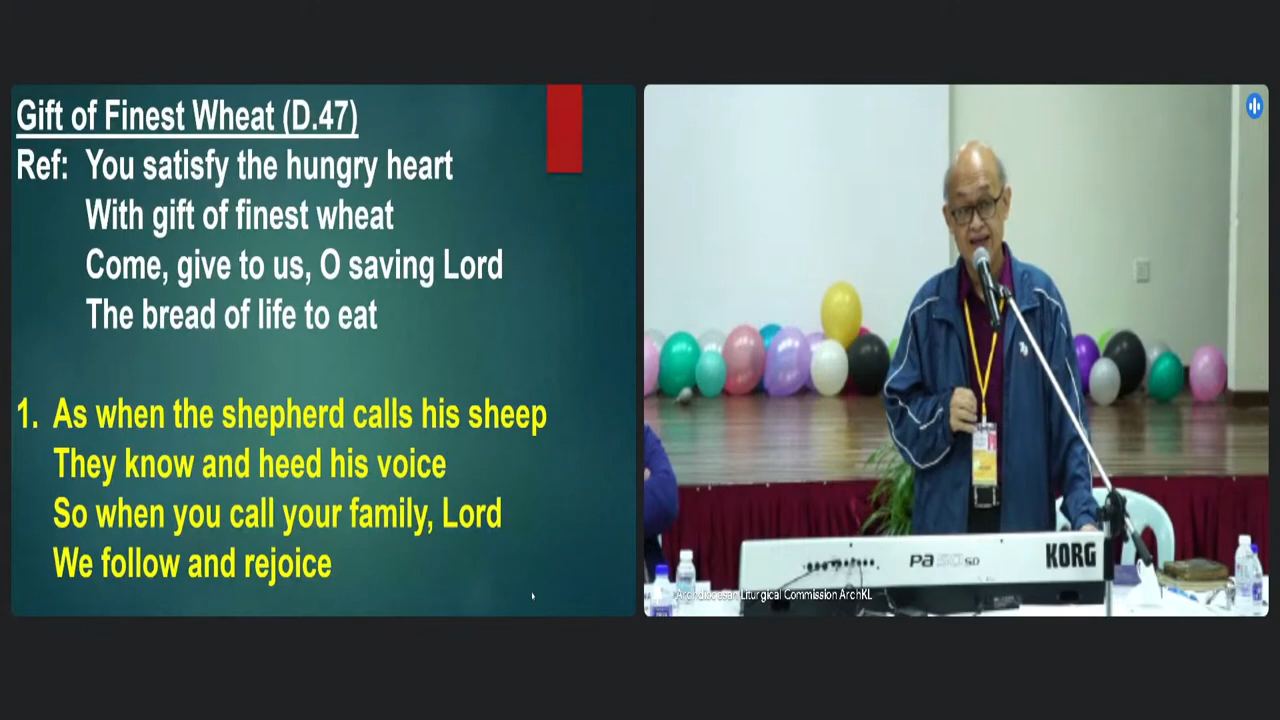 Gift of Finest Wheat (D.47)
Ref: You satisfy the hungry heart
With gift of finest wheat
Come, give to us, O saving Lord
The bread of life to eat
1. As when the shepherd calls his sheep
They know and heed his voice
So when you call your family, Lord
We follow and rejoice
Pa50SD
KORG
Archdiocesan Liturgical Commission ArchKL